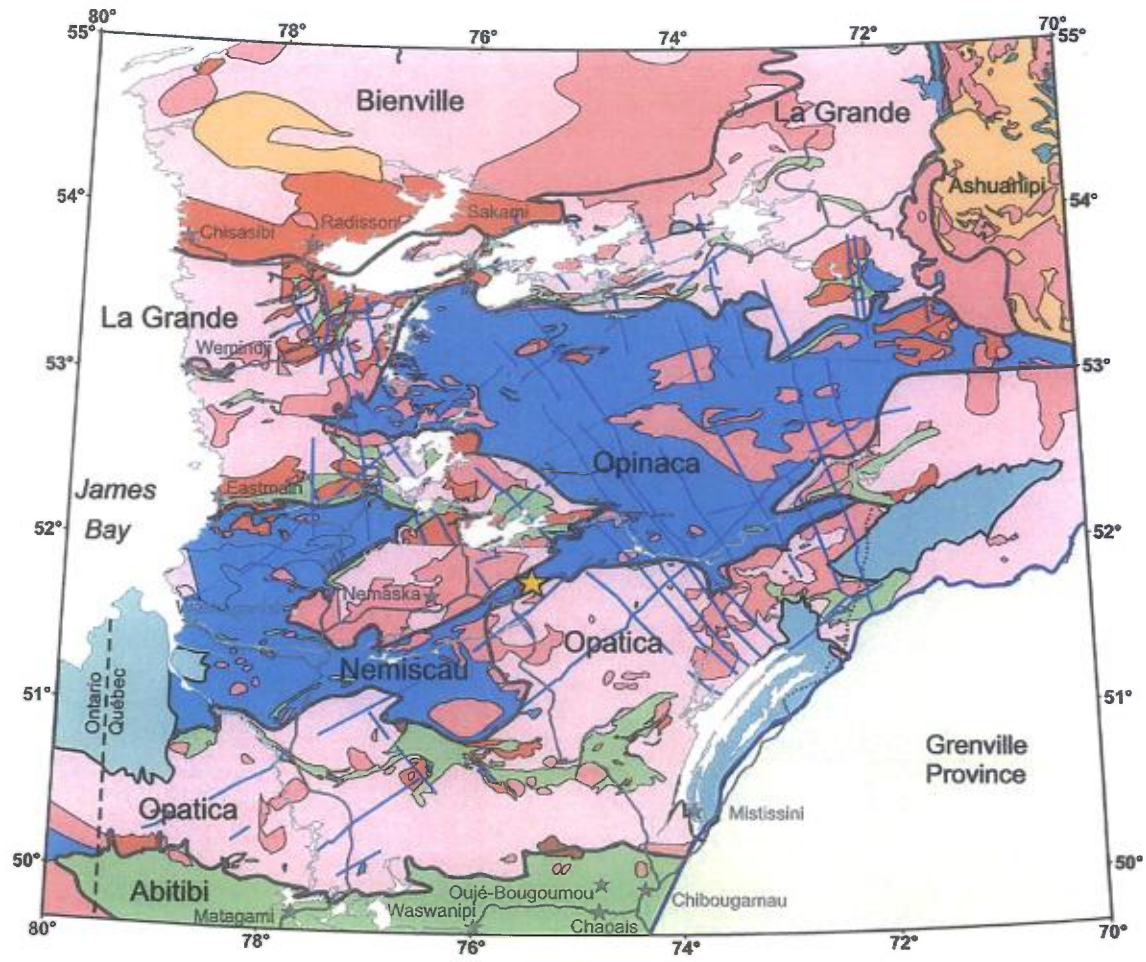 80°
78°
76°
74°
72°
70°
55°
55°
Bienville
La Grande
Ashuanipi
54°
54°
Sakami
Radisson
Chisasibi
La Grande
Wemindji
53°
53°
Opinaca
James
Bay
Eastmain
52°
52°
Nemaska
Opatica
Nemiscau
51°
51°
Ontario
Québec
Grenville
Province
Opatica
Mistissini
50°
50°
Abitibi
Oujé-Bougoumou
Chibougamau
Matagami
Waswanipi
Chapais
80°
78°
76°
74°
72°
70°